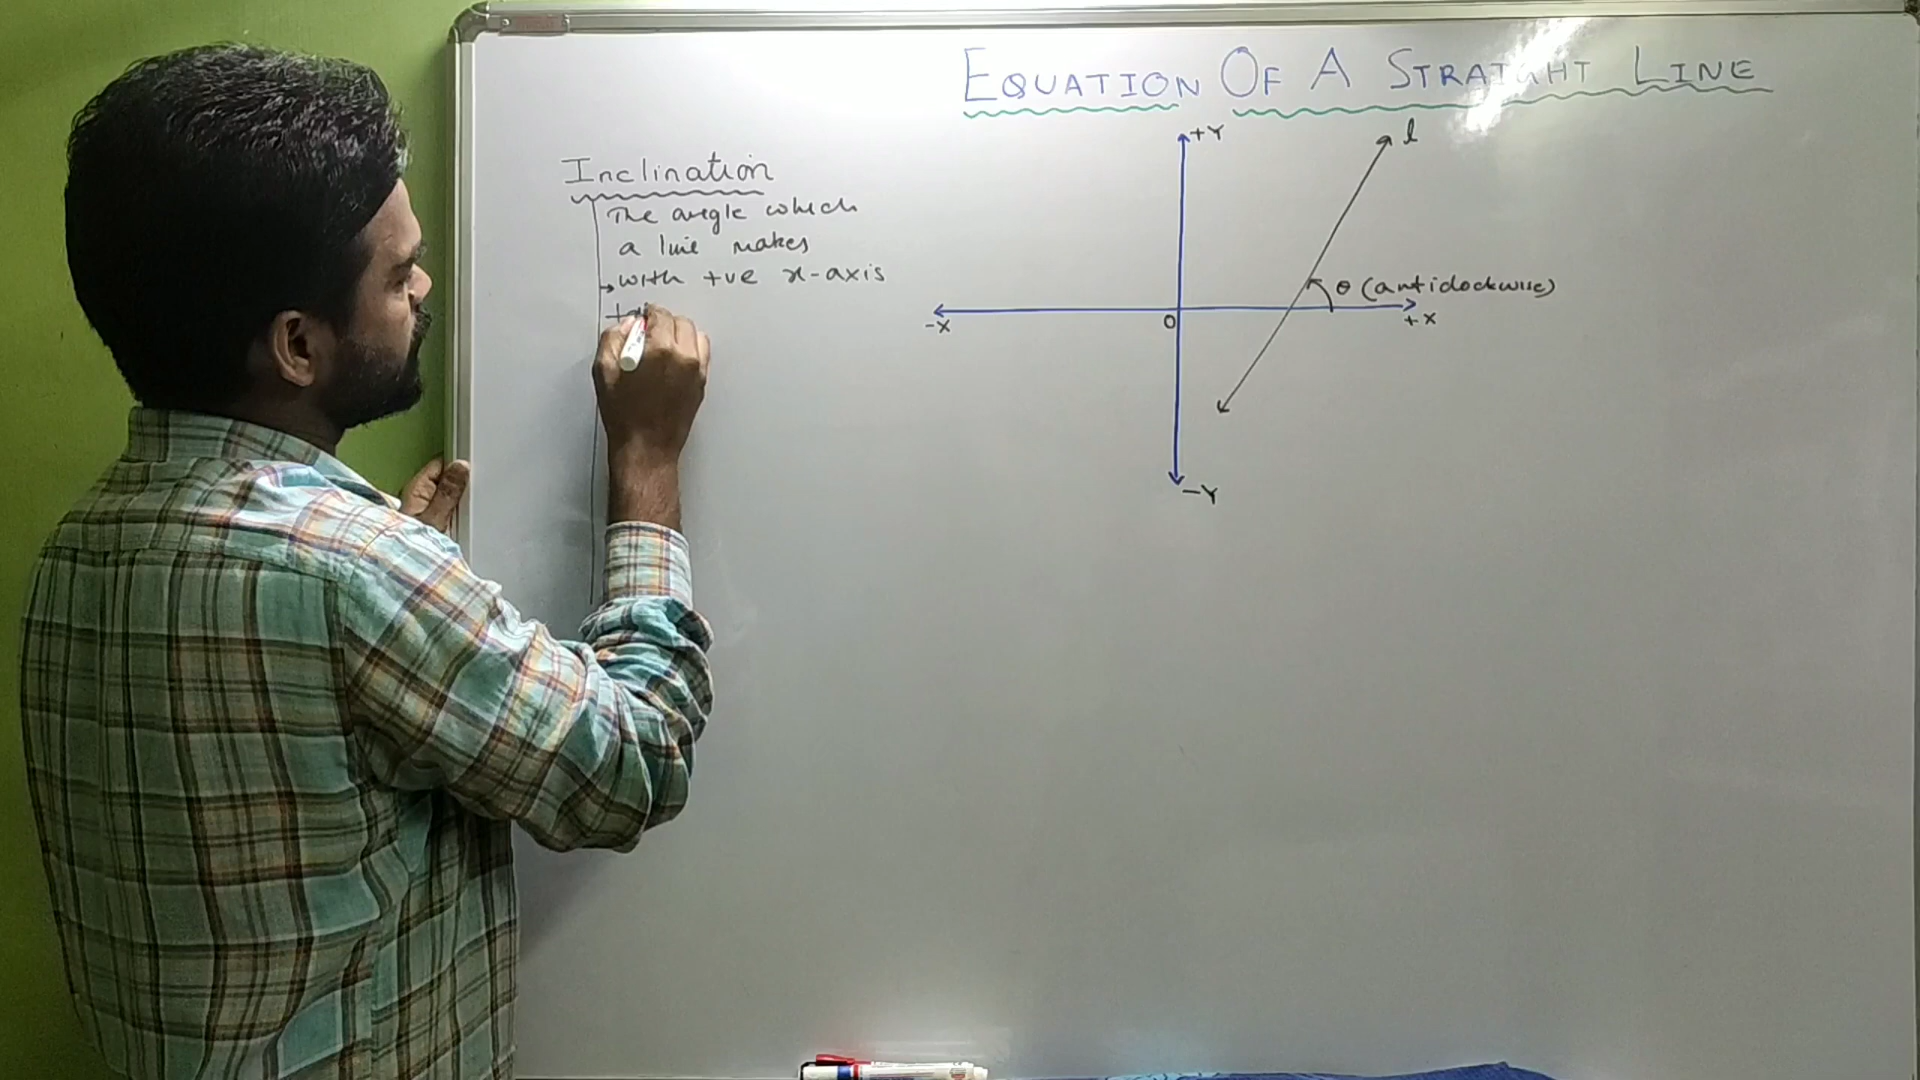 EQUATION OF A STRAIGHT LINE
Inclination
The angle which
a line makes
→ with +ve x-axis
+Y
l
θ (anticlockwise)
-X
O
+X
-Y